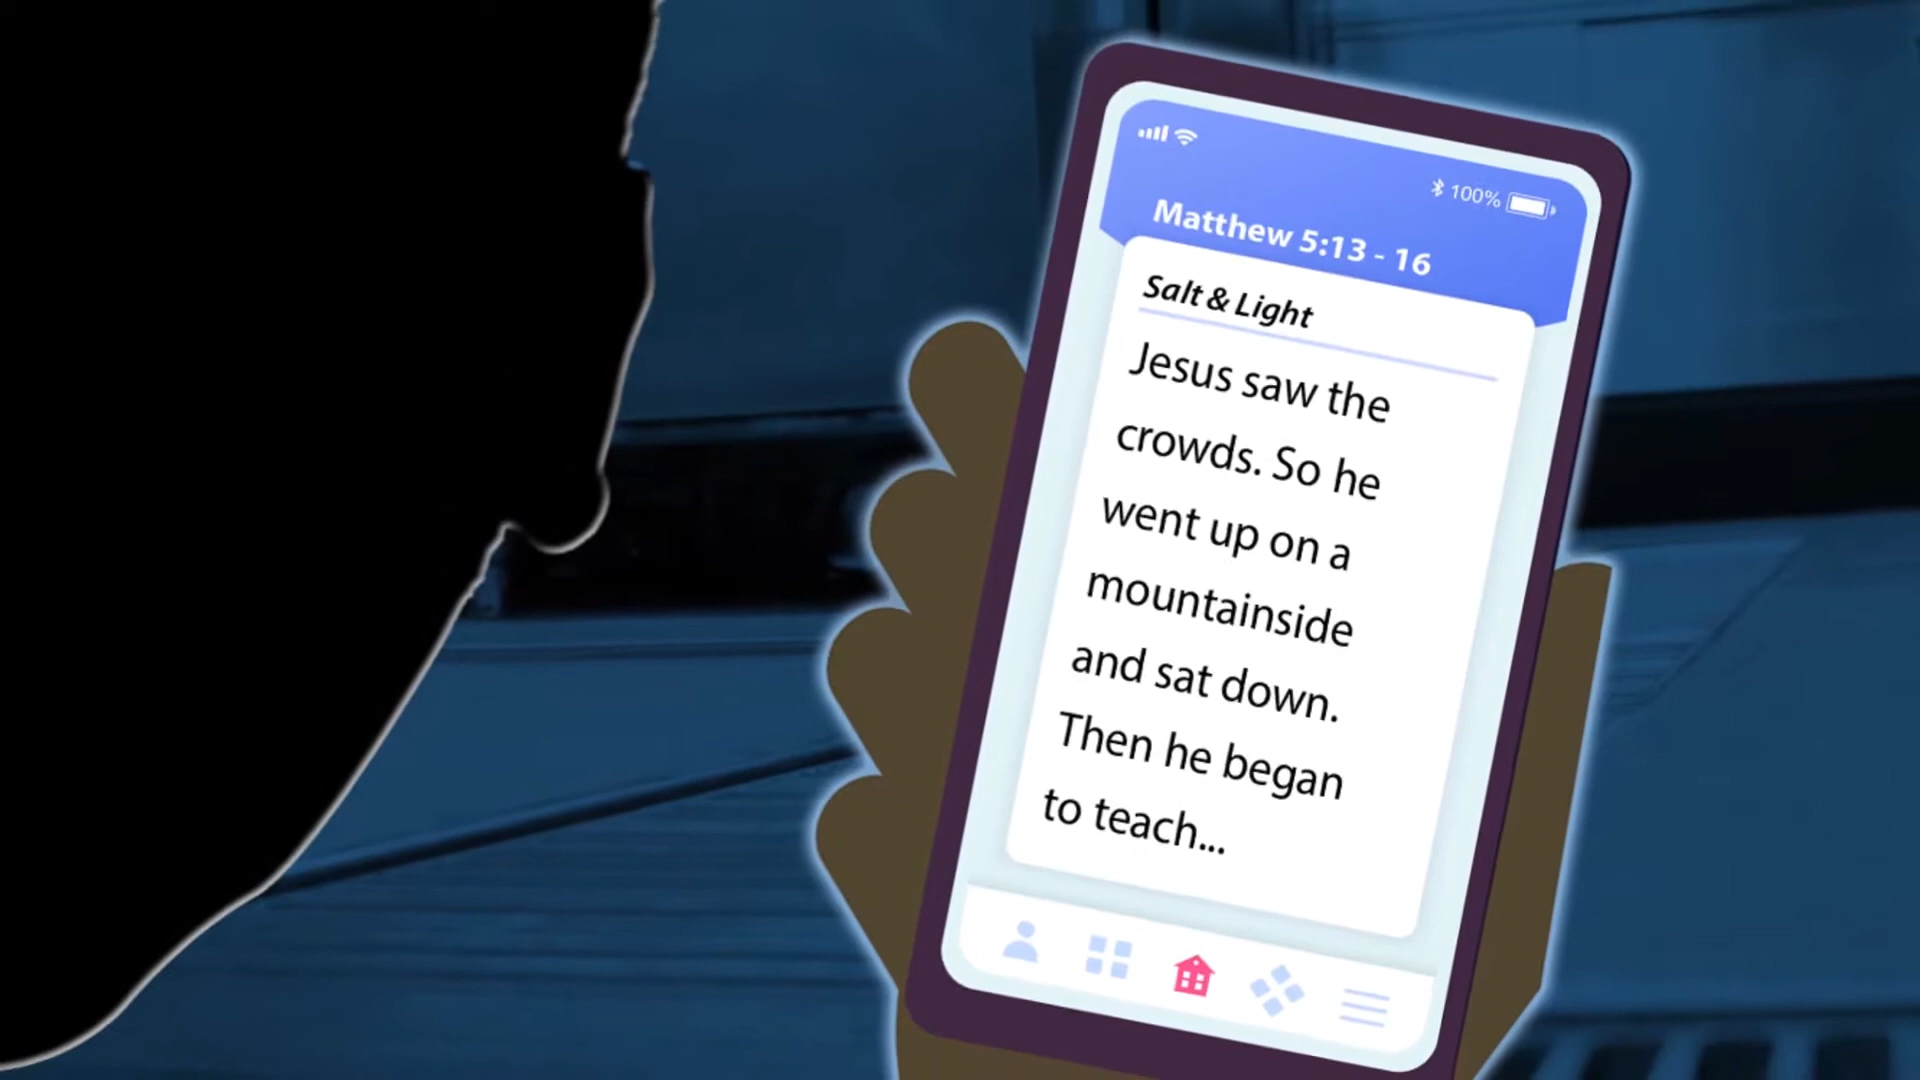 100%
Matthew 5:13 - 16
Salt & Light
Jesus saw the
crowds. So he
went up on a
mountainside
and sat down.
Then he began
to teach...